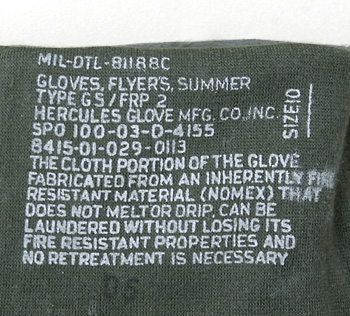 MIL-DTL-81188C
GLOVES, FLYER'S, SUMMER
TYPE GS/FRP 2
HERCULES GLOVE MFG. CO., INC.
SPO 100-03-D-4155
8415-01-029-0113
SIZE 10
THE CLOTH PORTION OF THE GLOVE
FABRICATED FROM AN INHERENTLY FIRE
RESISTANT MATERIAL (NOMEX) THAT
DOES NOT MELT OR DRIP, CAN BE
LAUNDERED WITHOUT LOSING ITS
FIRE RESISTANT PROPERTIES AND
NO RETREATMENT IS NECESSARY